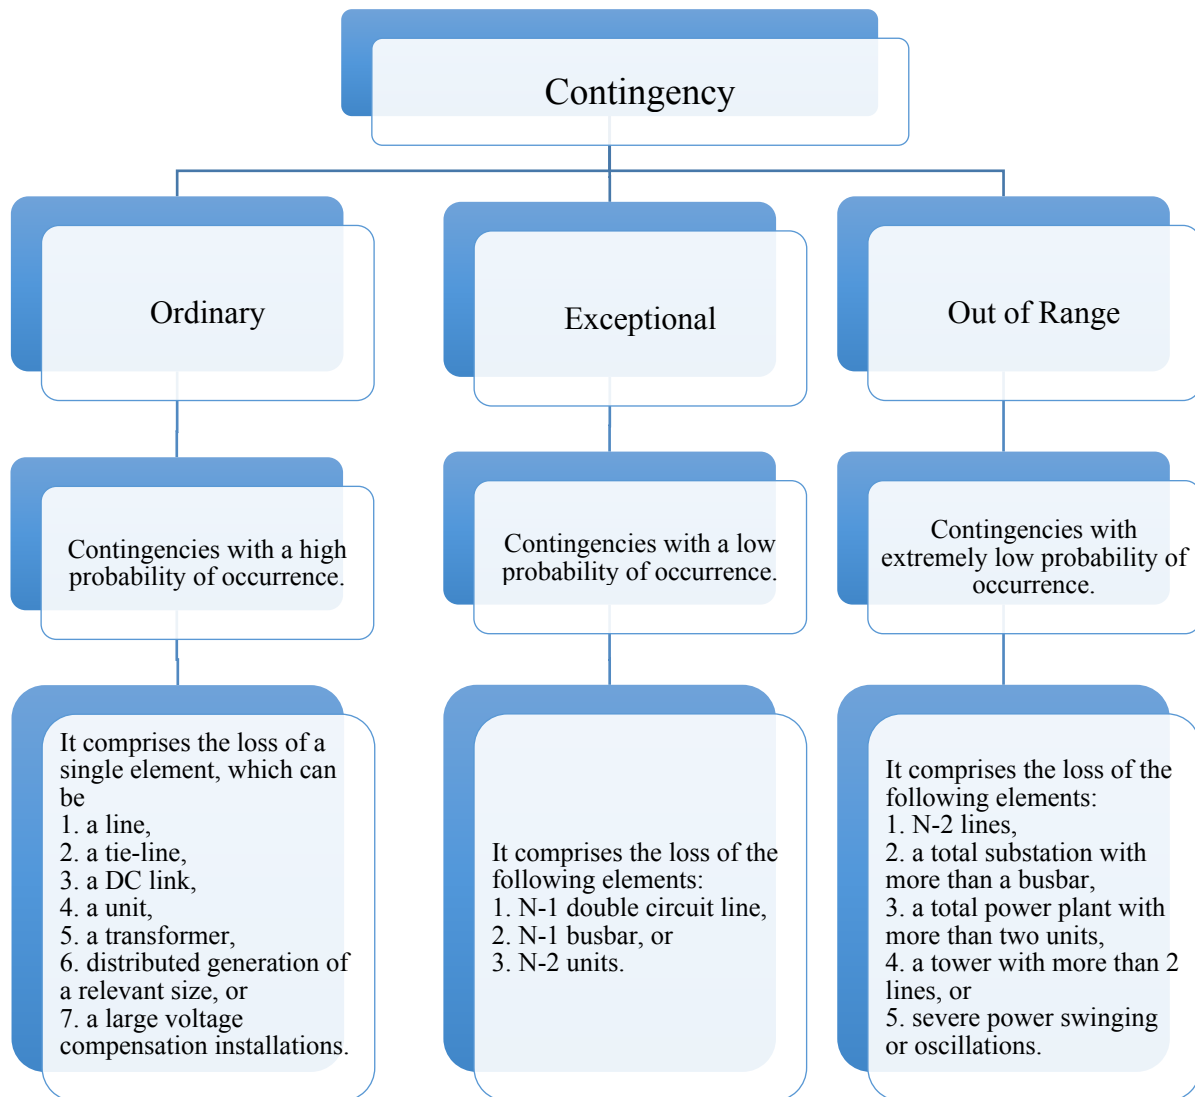 Contingency
Ordinary
Exceptional
Out of Range
Contingencies with a high
probability of occurrence.
Contingencies with a low
probability of occurrence.
Contingencies with
extremely low probability of
occurrence.
It comprises the loss of a
single element, which can
be
1. a line,
2. a tie-line,
3. a DC link,
4. a unit,
5. a transformer,
6. distributed generation of
a relevant size, or
7. a large voltage
compensation installations.
It comprises the loss of the
following elements:
1. N-1 double circuit line,
2. N-1 busbar, or
3. N-2 units.
It comprises the loss of the
following elements:
1. N-2 lines,
2. a total substation with
more than a busbar,
3. a total power plant with
more than two units,
4. a tower with more than 2
lines, or
5. severe power swinging
or oscillations.